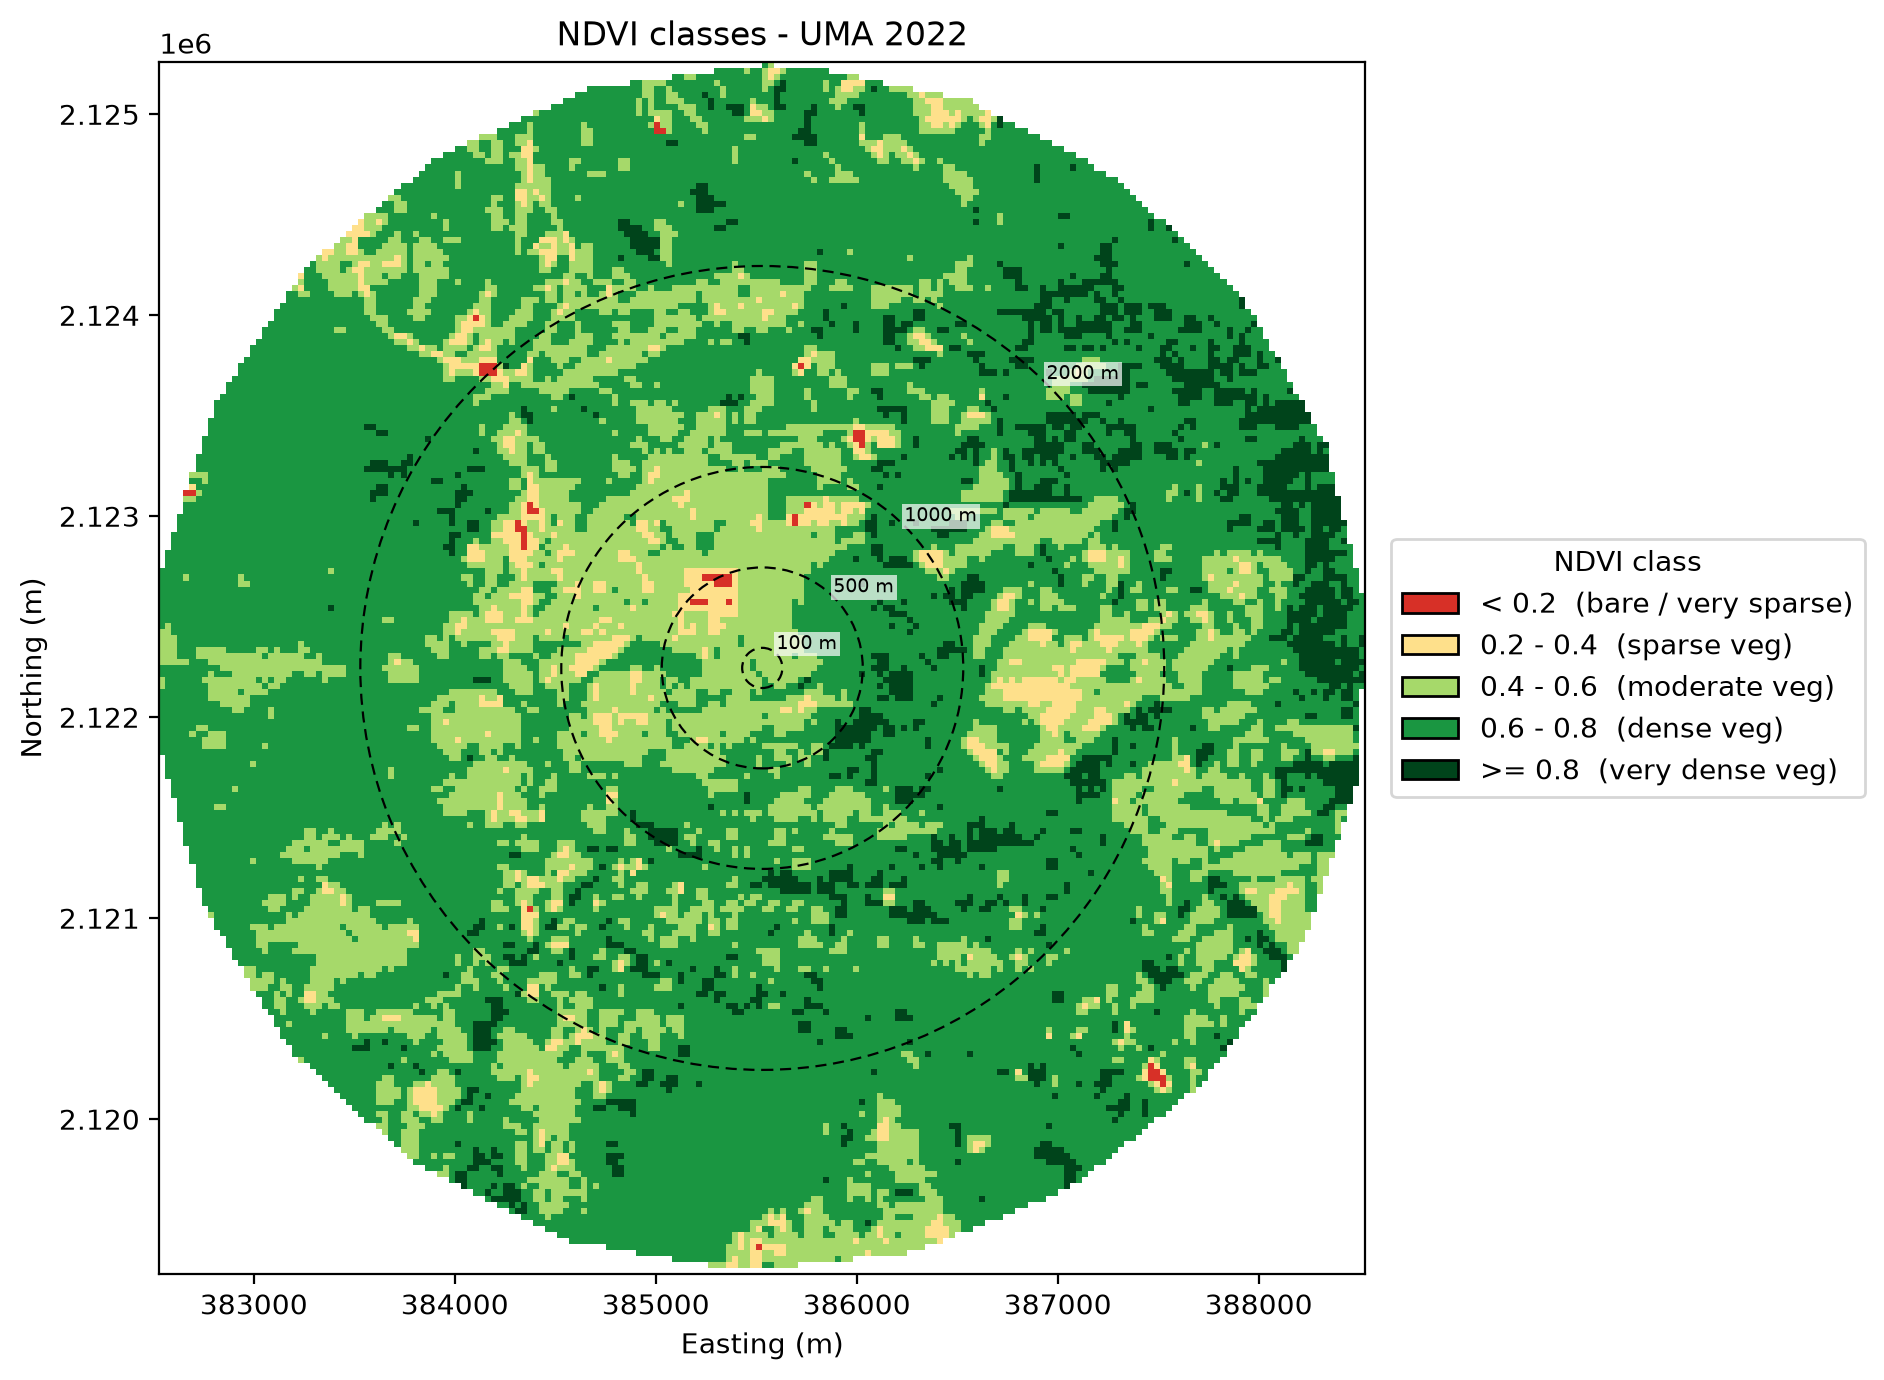 NDVI classes - UMA 2022
1e6
2.125
2.124
2.123
2.122
2.121
2.120
Northing (m)
2000 m
1000 m
500 m
100 m
383000
384000
385000
386000
387000
388000
Easting (m)
NDVI class
< 0.2  (bare / very sparse)
0.2 - 0.4  (sparse veg)
0.4 - 0.6  (moderate veg)
0.6 - 0.8  (dense veg)
>= 0.8  (very dense veg)